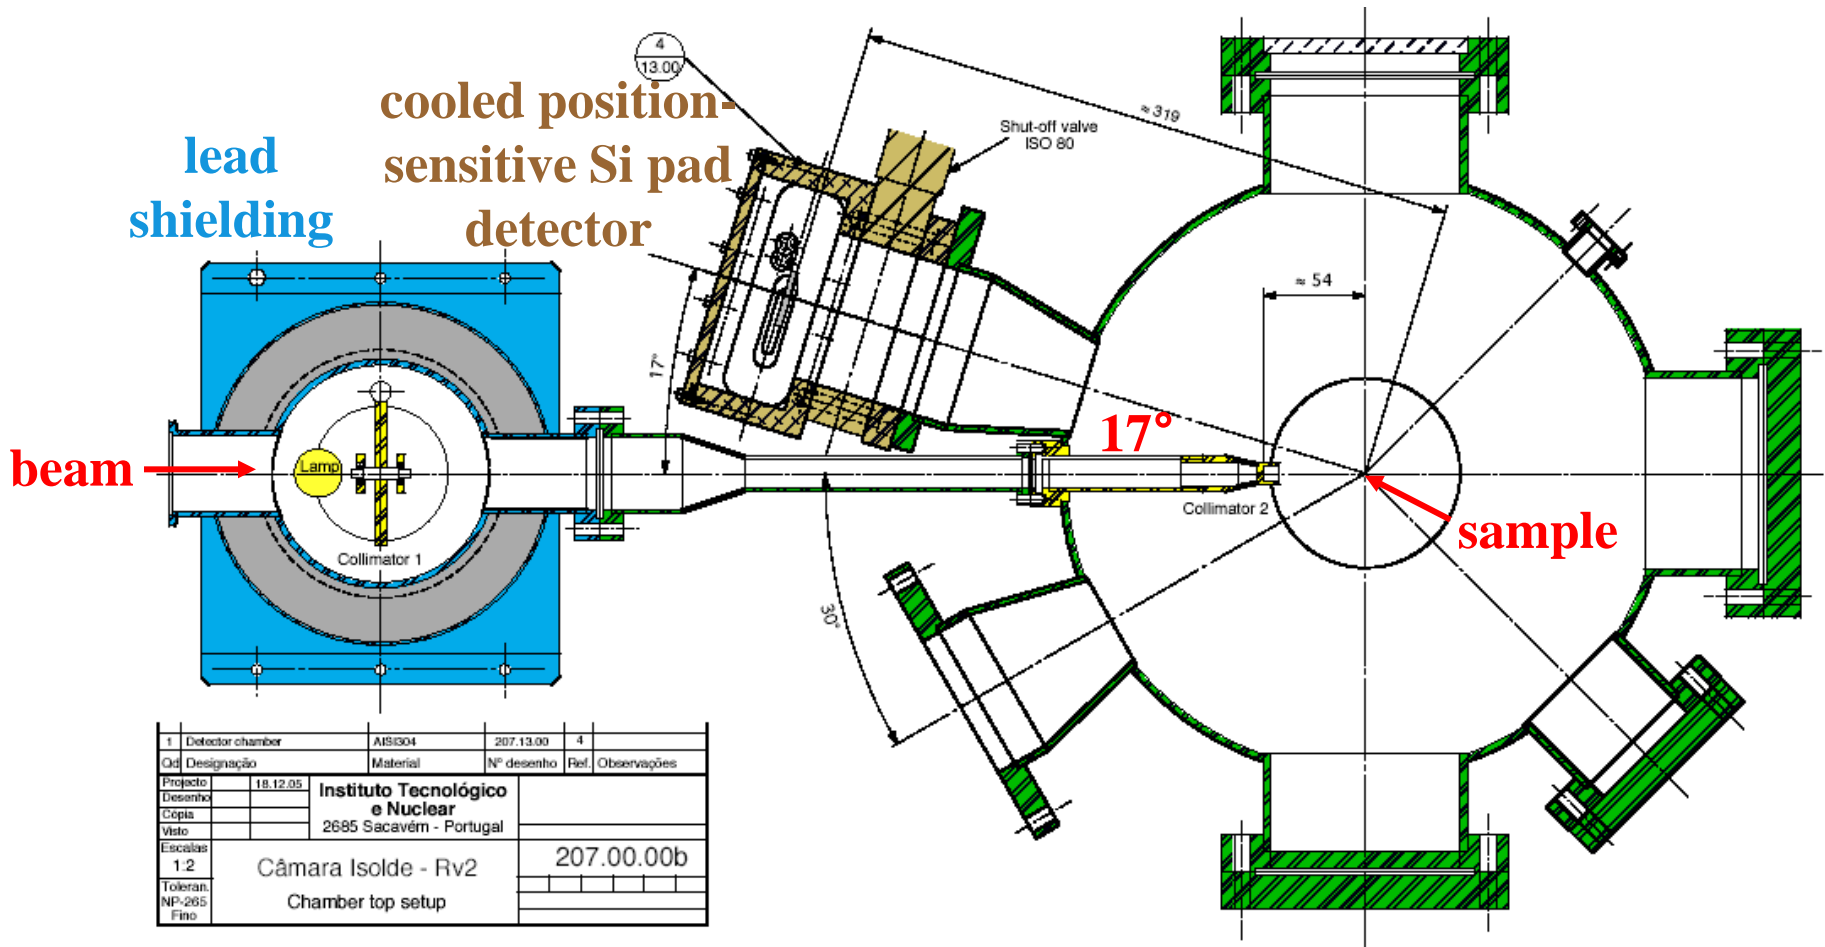 4
13.00
cooled position-
sensitive Si pad
detector
lead
shielding
≈ 319
Shut-off valve
ISO 80
≈ 54
17°
17°
beam
Lamp
Collimator 1
Collimator 2
sample
30°
1 Detector chamber AISI304 207.13.00 4
Qd Designação Material Nº desenho Ref. Observações
Projecto 18.12.05
Desenho
Cópia
Visto
Instituto Tecnológico
e Nuclear
2685 Sacavém - Portugal
Escalas
1:2
Toleran.
NP-265
Fino
Câmara Isolde - Rv2
Chamber top setup
207.00.00b